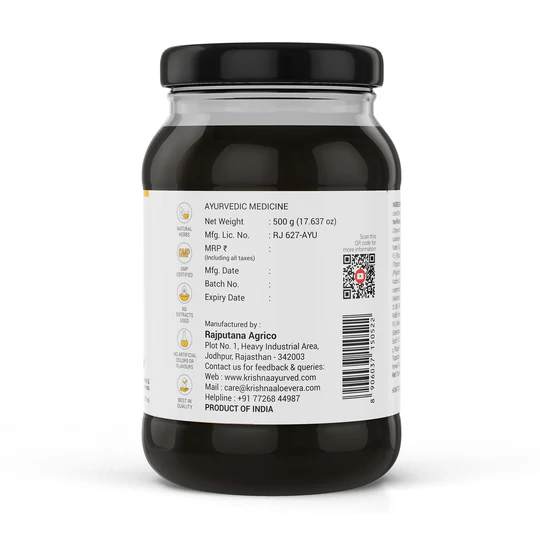 AYURVEDIC MEDICINE
Net Weight : 500 g (17.637 oz)
Mfg. Lic. No. : RJ 627-AYU
MRP ₹ :
(Including all taxes)
Mfg. Date :
Batch No. :
Expiry Date :
Manufactured by :
Rajputana Agrico
Plot No. 1, Heavy Industrial Area,
Jodhpur, Rajasthan - 342003
Contact us for feedback & queries:
Web : www.krishnaayurved.com
Mail : care@krishnaaloevera.com
Helpline : +91 77268 44987
PRODUCT OF INDIA
NATURAL
HERBS
GMP
GMP
CERTIFIED
NO
EXTRACTS
USED
NO ARTIFICIAL
COLORS OR
FLAVOURS
BEST IN
QUALITY
Scan this
QR code for
more information
8 906037 150522